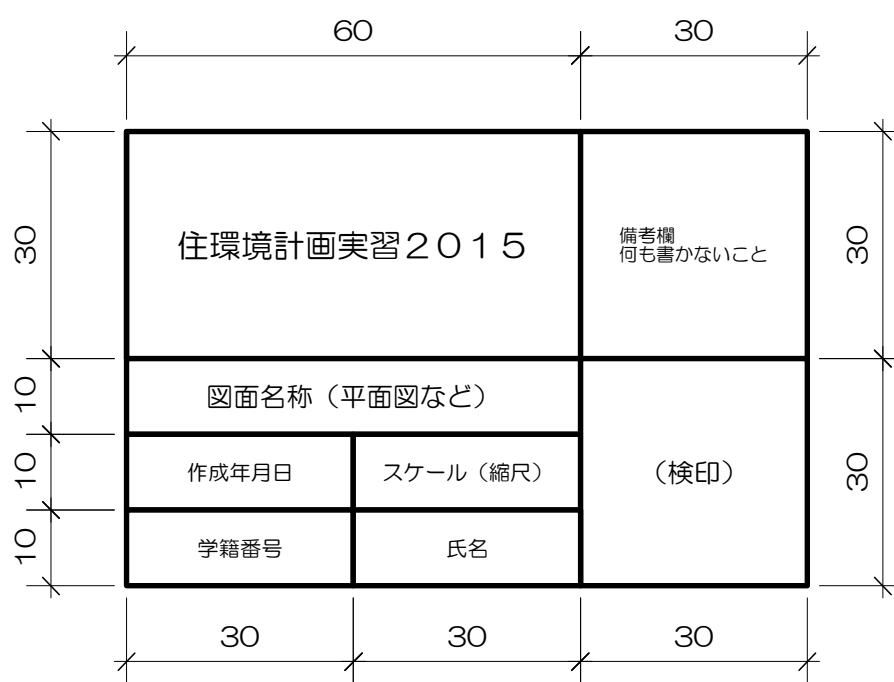 60
30
30
住環境計画実習２０１５
備考欄
何も書かないこと
30
10
図面名称（平面図など）
10
作成年月日
スケール（縮尺）
（検印）
30
10
学籍番号
氏名
30
30
30